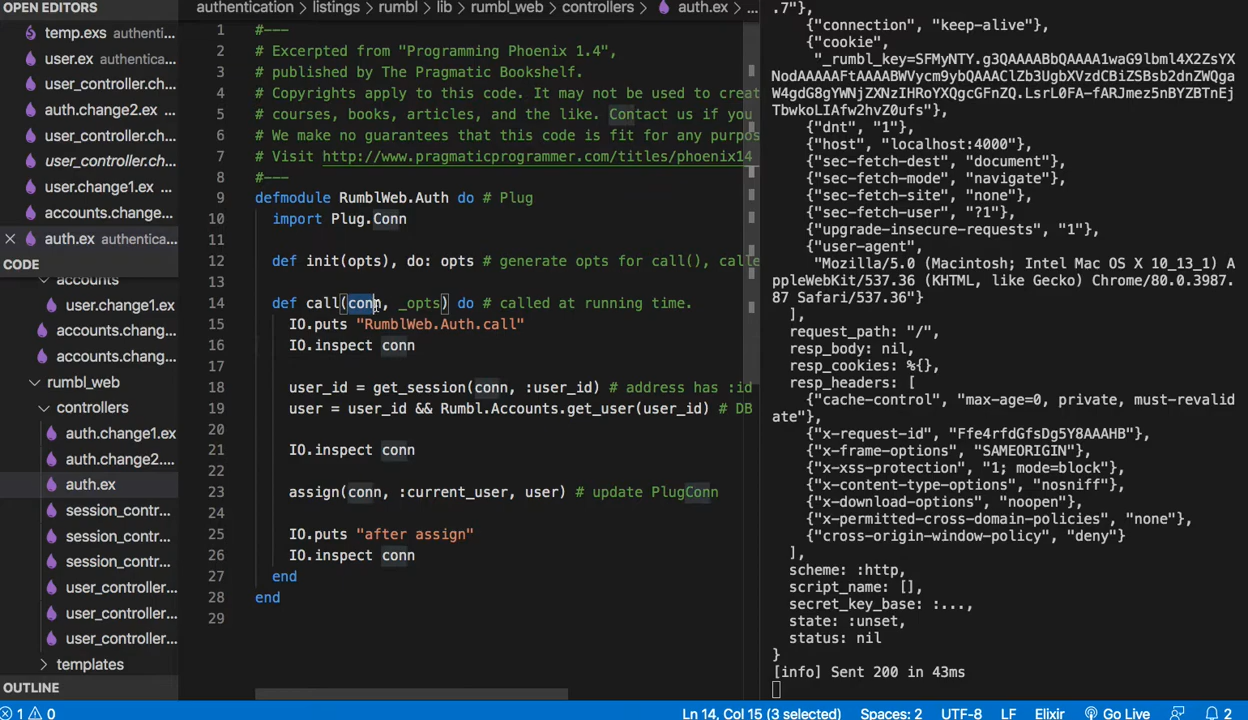 OPEN EDITORS
temp.exs authenti...
user.ex authentica...
user_controller.ch
auth.change2.ex
user_controller.ch
user_controller.ch
user.change1.ex
accounts.change...
auth.ex authentica...
CODE
accounts
user.change1.ex
accounts.chang...
accounts.chang...
rumbl_web
controllers
auth.change1.ex
auth.change2....
auth.ex
session_contr...
session_contr...
session_contr...
user_controller...
user_controller...
user_controller...
templates
OUTLINE
authentication > listings > rumbl > lib > rumbl_web > controllers > auth.ex > ...
1 #---
2 # Excerpted from "Programming Phoenix 1.4",
3 # published by The Pragmatic Bookshelf.
4 # Copyrights apply to this code. It may not be used to creat
5 # courses, books, articles, and the like. Contact us if you
6 # We make no guarantees that this code is fit for any purpos
7 # Visit http://www.pragmaticprogrammer.com/titles/phoenix14
8 #---
9 defmodule RumblWeb.Auth do # Plug
10 import Plug.Conn
11
12 def init(opts), do: opts # generate opts for call(), calle
13
14 def call(conn, _opts) do # called at running time.
15 IO.puts "RumblWeb.Auth.call"
16 IO.inspect conn
17
18 user_id = get_session(conn, :user_id) # address has :id
19 user = user_id && Rumbl.Accounts.get_user(user_id) # DB
20
21 IO.inspect conn
22
23 assign(conn, :current_user, user) # update PlugConn
24
25 IO.puts "after assign"
26 IO.inspect conn
27 end
28 end
29
.7"},
{"connection", "keep-alive"},
{"cookie",
"_rumbl_key=SFMyNTY.g3QAAAABbQAAAA1waG9lbml4X2ZsYX
NodAAAAAFtAAAABWVycm9ybQAAAClZb3UgbXVzdCBiZSBsb2dnZWQga
W4gdG8gYWNjZXNzIHRoYXQgcGFnZQ.LsrL0FA-fARJmez5nBYZBTnEj
TbwkoLIAfw2hvZ0ufs"},
{"dnt", "1"},
{"host", "localhost:4000"},
{"sec-fetch-dest", "document"},
{"sec-fetch-mode", "navigate"},
{"sec-fetch-site", "none"},
{"sec-fetch-user", "?1"},
{"upgrade-insecure-requests", "1"},
{"user-agent",
"Mozilla/5.0 (Macintosh; Intel Mac OS X 10_13_1) A
ppleWebKit/537.36 (KHTML, like Gecko) Chrome/80.0.3987.
87 Safari/537.36"}
],
request_path: "/",
resp_body: nil,
resp_cookies: %{},
resp_headers: [
{"cache-control", "max-age=0, private, must-revalid
ate"},
{"x-request-id", "Ffe4rfdGfsDg5Y8AAAHB"},
{"x-frame-options", "SAMEORIGIN"},
{"x-xss-protection", "1; mode=block"},
{"x-content-type-options", "nosniff"},
{"x-download-options", "noopen"},
{"x-permitted-cross-domain-policies", "none"},
{"cross-origin-window-policy", "deny"}
],
scheme: :http,
script_name: [],
secret_key_base: :...,
state: :unset,
status: nil
}
[info] Sent 200 in 43ms
1 0 Ln 14, Col 15 (3 selected) Spaces: 2 UTF-8 LF Elixir Go Live 2